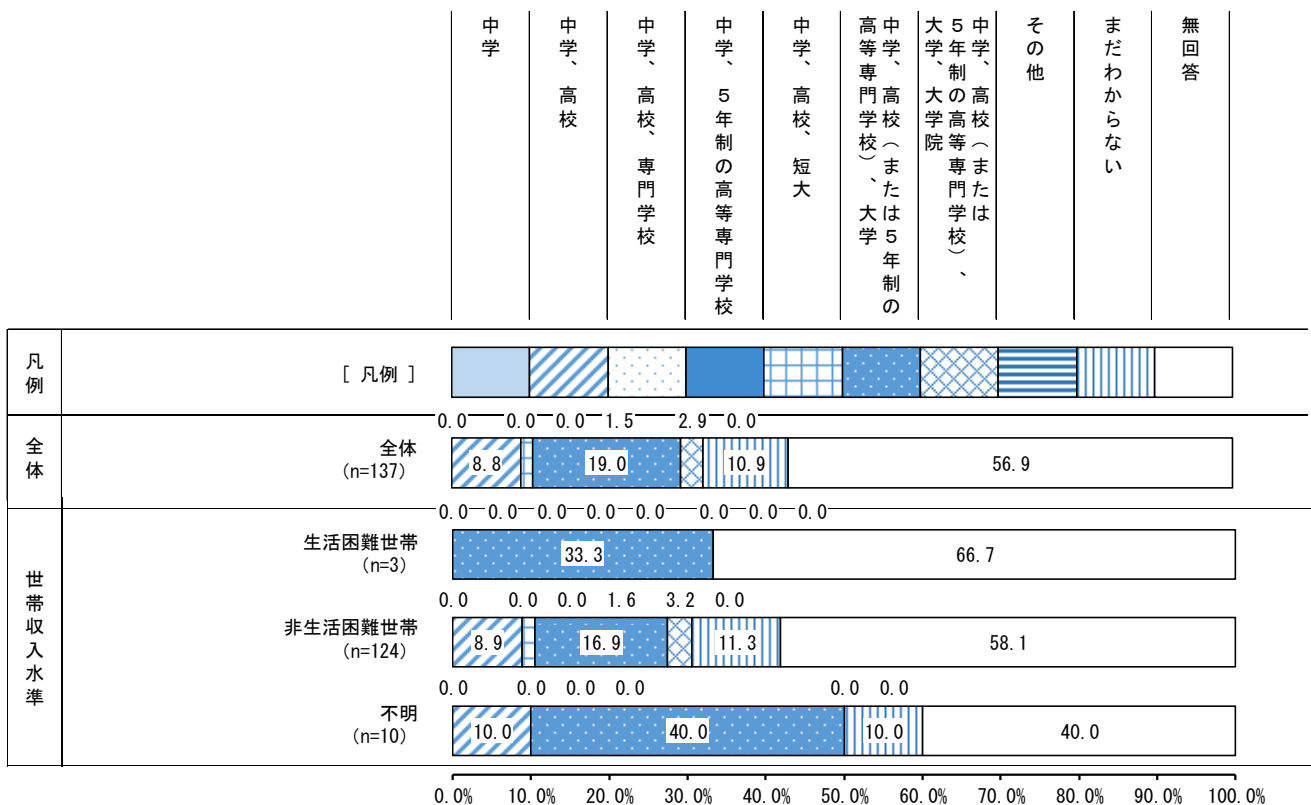 中学
中学、高校
中学、高校、専門学校
中学、5年制の高等専門学校
中学、高校、短大
中学、高校（または5年制の
高等専門学校）、大学
中学、高校（または
5年制の高等専門学校）、
大学、大学院
その他
まだわからない
無回答
凡例
[ 凡例 ]
全体
0.0 0.0 0.0 1.5 2.9 0.0
全体
(n=137)
8.8 19.0 10.9 56.9
世帯収入水準
0.0 0.0 0.0 0.0 0.0 0.0 0.0 0.0
生活困難世帯
(n=3)
33.3 66.7
0.0 0.0 0.0 1.6 3.2 0.0
非生活困難世帯
(n=124)
8.9 16.9 11.3 58.1
0.0 0.0 0.0 0.0 0.0 0.0
不明
(n=10)
10.0 40.0 10.0 40.0
0.0% 10.0% 20.0% 30.0% 40.0% 50.0% 60.0% 70.0% 80.0% 90.0% 100.0%